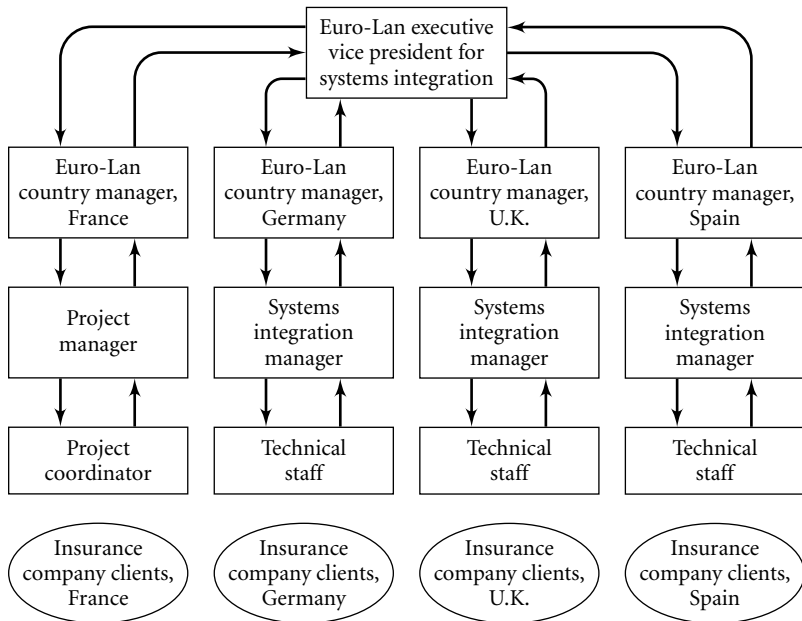 Euro-Lan executive
vice president for
systems integration
Euro-Lan
country manager,
France
Euro-Lan
country manager,
Germany
Euro-Lan
country manager,
U.K.
Euro-Lan
country manager,
Spain
Project
manager
Systems
integration
manager
Systems
integration
manager
Systems
integration
manager
Project
coordinator
Technical
staff
Technical
staff
Technical
staff
Insurance
company clients,
France
Insurance
company clients,
Germany
Insurance
company clients,
U.K.
Insurance
company clients,
Spain